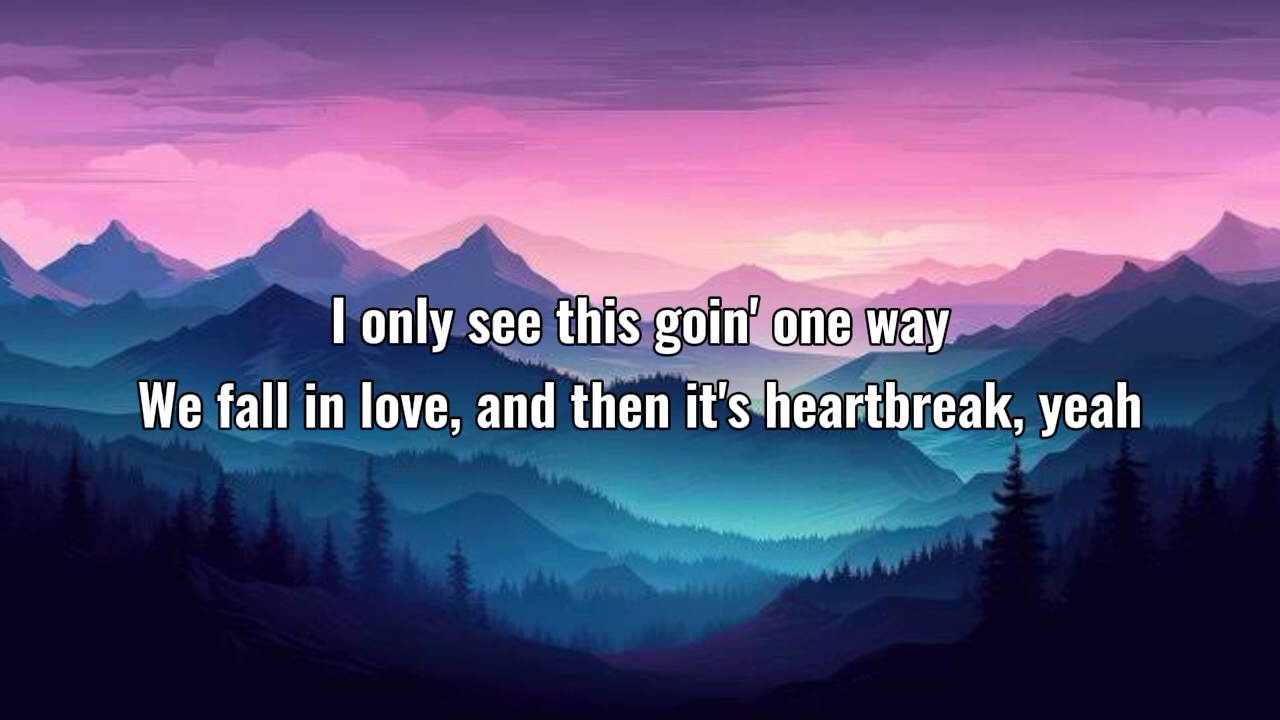 I only see this goin' one way
We fall in love, and then it's heartbreak, yeah